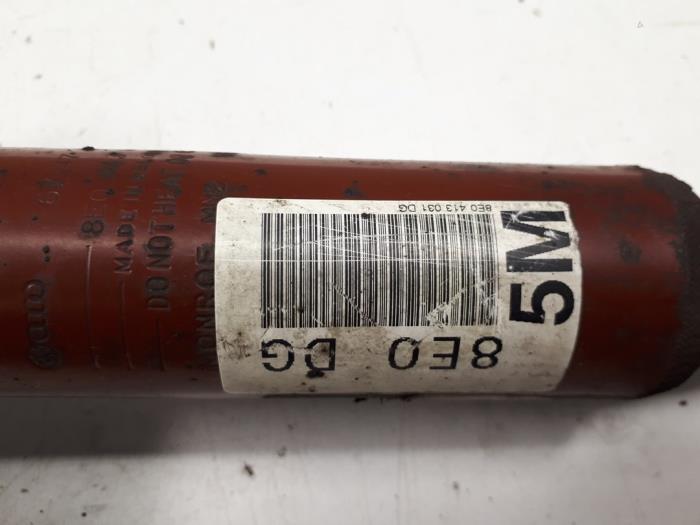 8E0 413 031 DG
8E0 DG
5M
MADE IN
DO NOT HEAT
MONROE